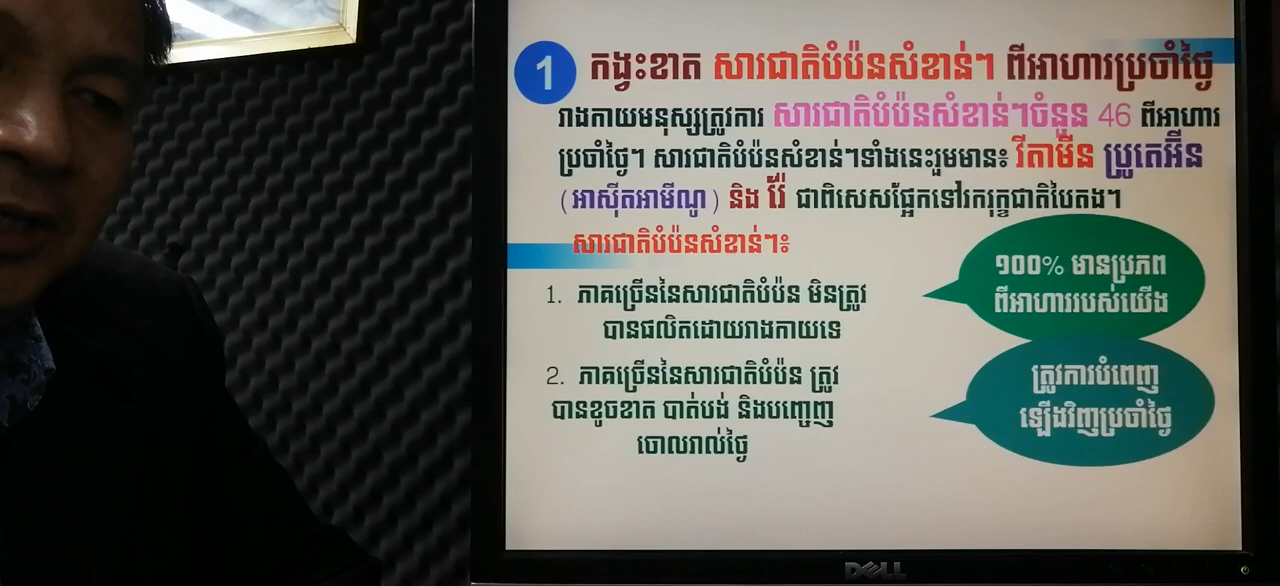 1 កង្វះខាត សារជាតិបំប៉នសំខាន់ៗ ពីអាហារប្រចាំថ្ងៃ
រាងកាយមនុស្សត្រូវការ សារជាតិបំប៉នសំខាន់ៗចំនួន 46 ពីអាហារ
ប្រចាំថ្ងៃ។ សារជាតិបំប៉នសំខាន់ៗទាំងនេះរួមមាន៖ វីតាមីន ប្រូតេអ៊ីន
(អាស៊ីតអាមីណូ) និង រ៉ែ ជាពិសេសផ្អែកទៅរករុក្ខជាតិបៃតង។
សារជាតិបំប៉នសំខាន់ៗ៖
1. ភាគច្រើននៃសារជាតិបំប៉ន មិនត្រូវ
បានផលិតដោយរាងកាយទេ
១០០% មានប្រភព
ពីអាហាររបស់យើង
2. ភាគច្រើននៃសារជាតិបំប៉ន ត្រូវ
បានខូចខាត បាត់បង់ និងបញ្ចេញ
ចោលរាល់ថ្ងៃ
ត្រូវការបំពេញ
ឡើងវិញប្រចាំថ្ងៃ
DELL